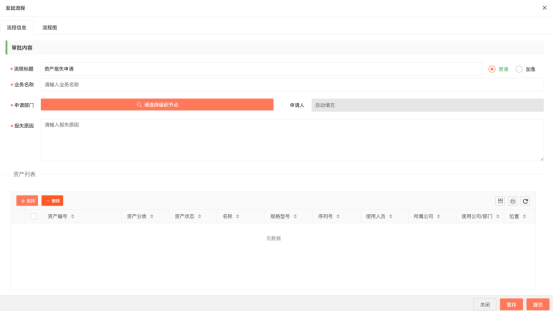 发起流程
流程信息 流程图
审批内容
* 流程标题 资产报失申请 普通 加急
* 业务名称 请输入业务名称
* 申请部门 请选择组织节点 申请人 自动填充
* 报失原因 请输入报失原因
资产列表
+ 选择 − 删除
资产编号 资产分类 资产状态 名称 规格型号 序列号 使用人员 所属公司 使用公司/部门 位置
无数据
关闭 暂存 提交